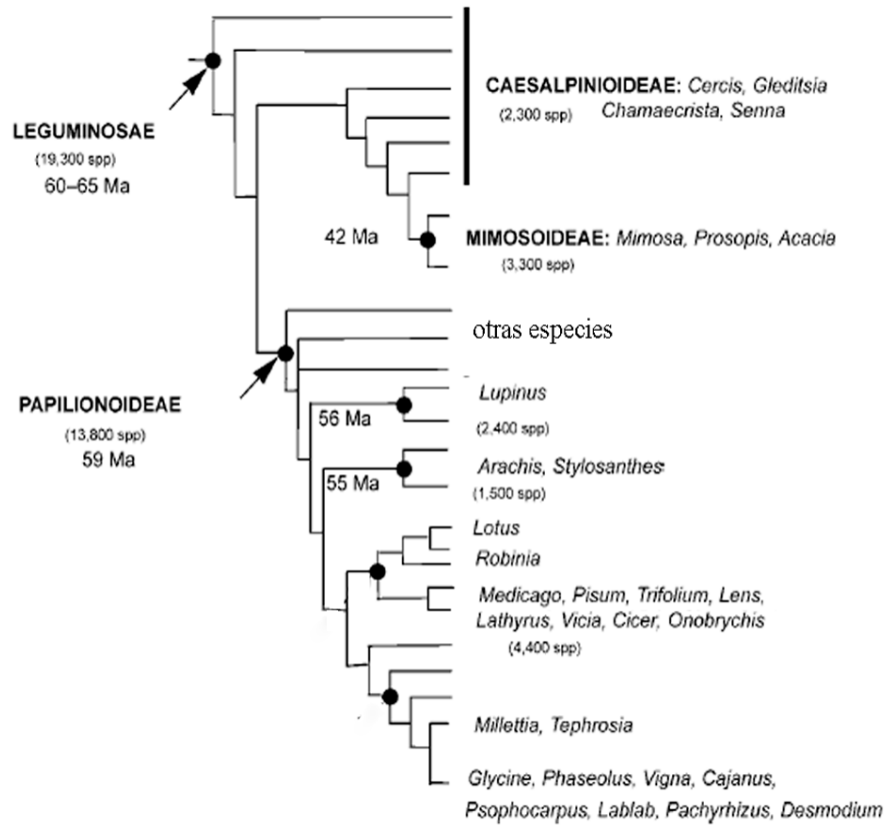 CAESALPINIOIDEAE: Cercis, Gleditsia
(2,300 spp) Chamaecrista, Senna
LEGUMINOSAE
(19,300 spp)
60–65 Ma
42 Ma
MIMOSOIDEAE: Mimosa, Prosopis, Acacia
(3,300 spp)
otras especies
PAPILIONOIDEAE
(13,800 spp)
59 Ma
Lupinus
56 Ma
(2,400 spp)
Arachis, Stylosanthes
55 Ma
(1,500 spp)
Lotus
Robinia
Medicago, Pisum, Trifolium, Lens,
Lathyrus, Vicia, Cicer, Onobrychis
(4,400 spp)
Millettia, Tephrosia
Glycine, Phaseolus, Vigna, Cajanus,
Psophocarpus, Lablab, Pachyrhizus, Desmodium